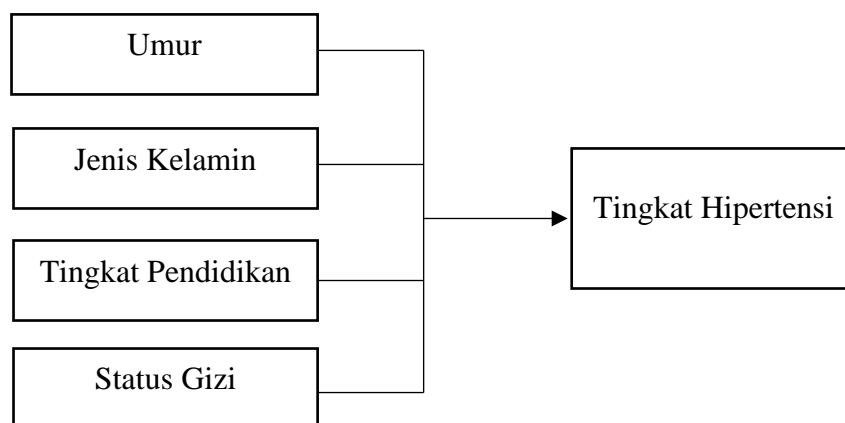 Umur
Jenis Kelamin
Tingkat Pendidikan
Status Gizi
Tingkat Hipertensi